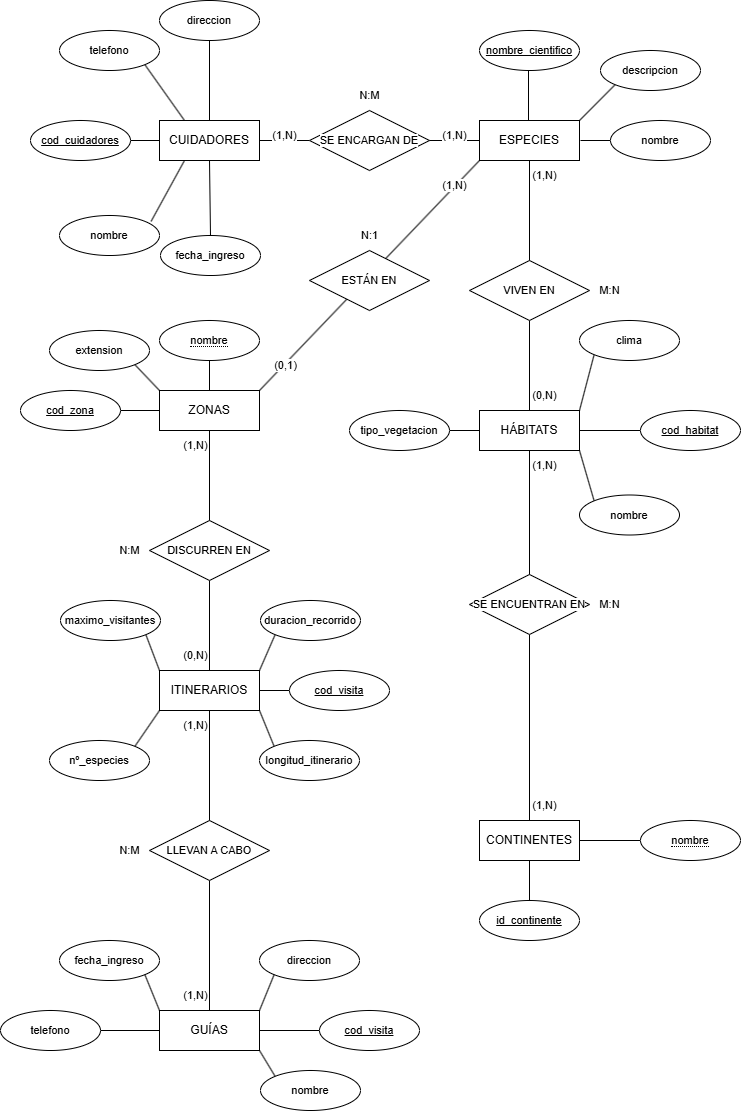 direccion
telefono
nombre_cientifico
descripcion
N:M
cod_cuidadores
CUIDADORES
(1,N)
SE ENCARGAN DE
(1,N)
ESPECIES
nombre
(1,N)
(1,N)
nombre
fecha_ingreso
N:1
ESTÁN EN
VIVEN EN
M:N
nombre
clima
extension
(0,1)
(0,N)
cod_zona
ZONAS
tipo_vegetacion
HÁBITATS
cod_habitat
(1,N)
(1,N)
nombre
N:M
DISCURREN EN
SE ENCUENTRAN EN
M:N
maximo_visitantes
duracion_recorrido
(0,N)
ITINERARIOS
cod_visita
(1,N)
nº_especies
longitud_itinerario
(1,N)
CONTINENTES
nombre
N:M
LLEVAN A CABO
id_continente
fecha_ingreso
direccion
(1,N)
telefono
GUÍAS
cod_visita
nombre